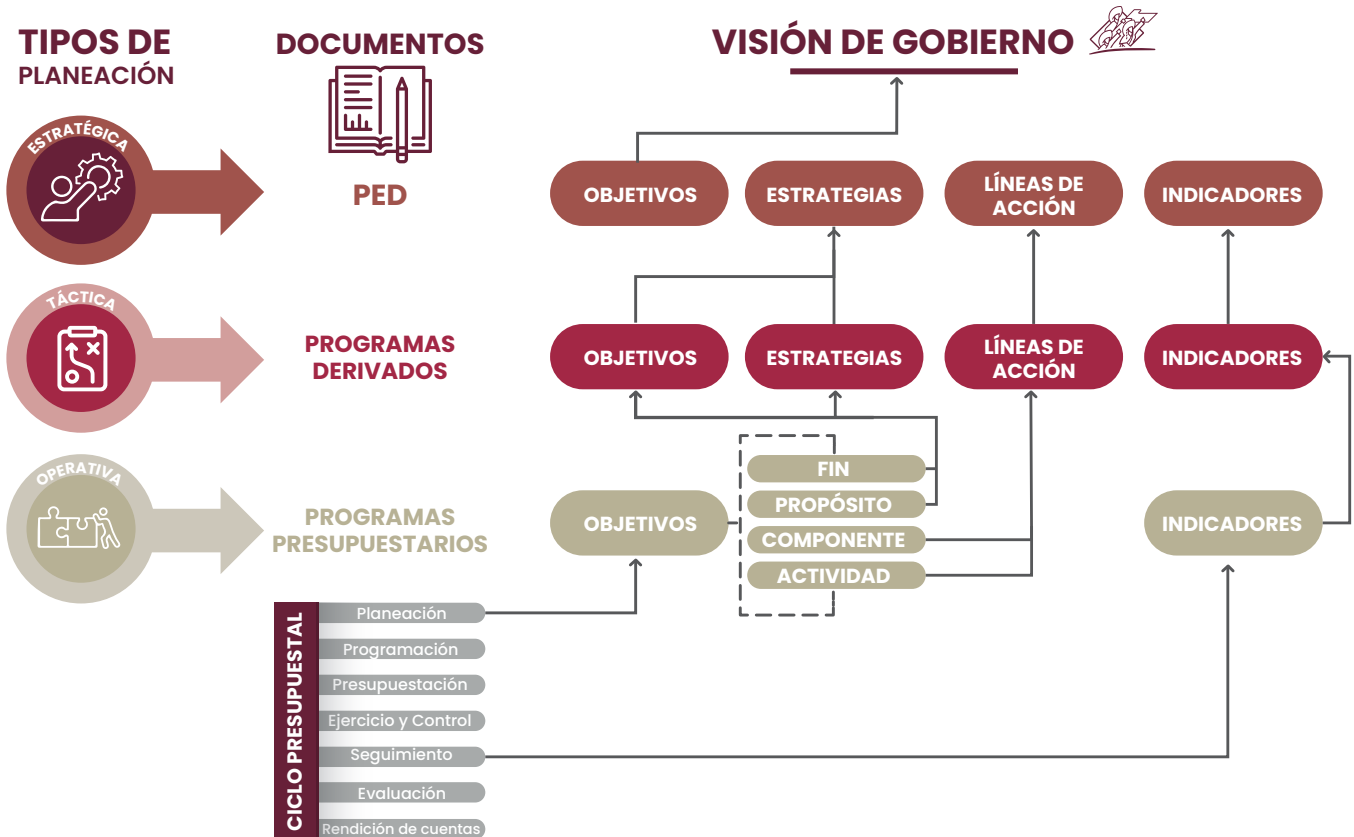 TIPOS DE
PLANEACIÓN
DOCUMENTOS
VISIÓN DE GOBIERNO
ESTRATÉGICA
PED
OBJETIVOS
ESTRATEGIAS
LÍNEAS DE
ACCIÓN
INDICADORES
TÁCTICA
PROGRAMAS
DERIVADOS
OBJETIVOS
ESTRATEGIAS
LÍNEAS DE
ACCIÓN
INDICADORES
OPERATIVA
PROGRAMAS
PRESUPUESTARIOS
OBJETIVOS
FIN
PROPÓSITO
COMPONENTE
ACTIVIDAD
INDICADORES
CICLO PRESUPUESTAL
Planeación
Programación
Presupuestación
Ejercicio y Control
Seguimiento
Evaluación
Rendición de cuentas